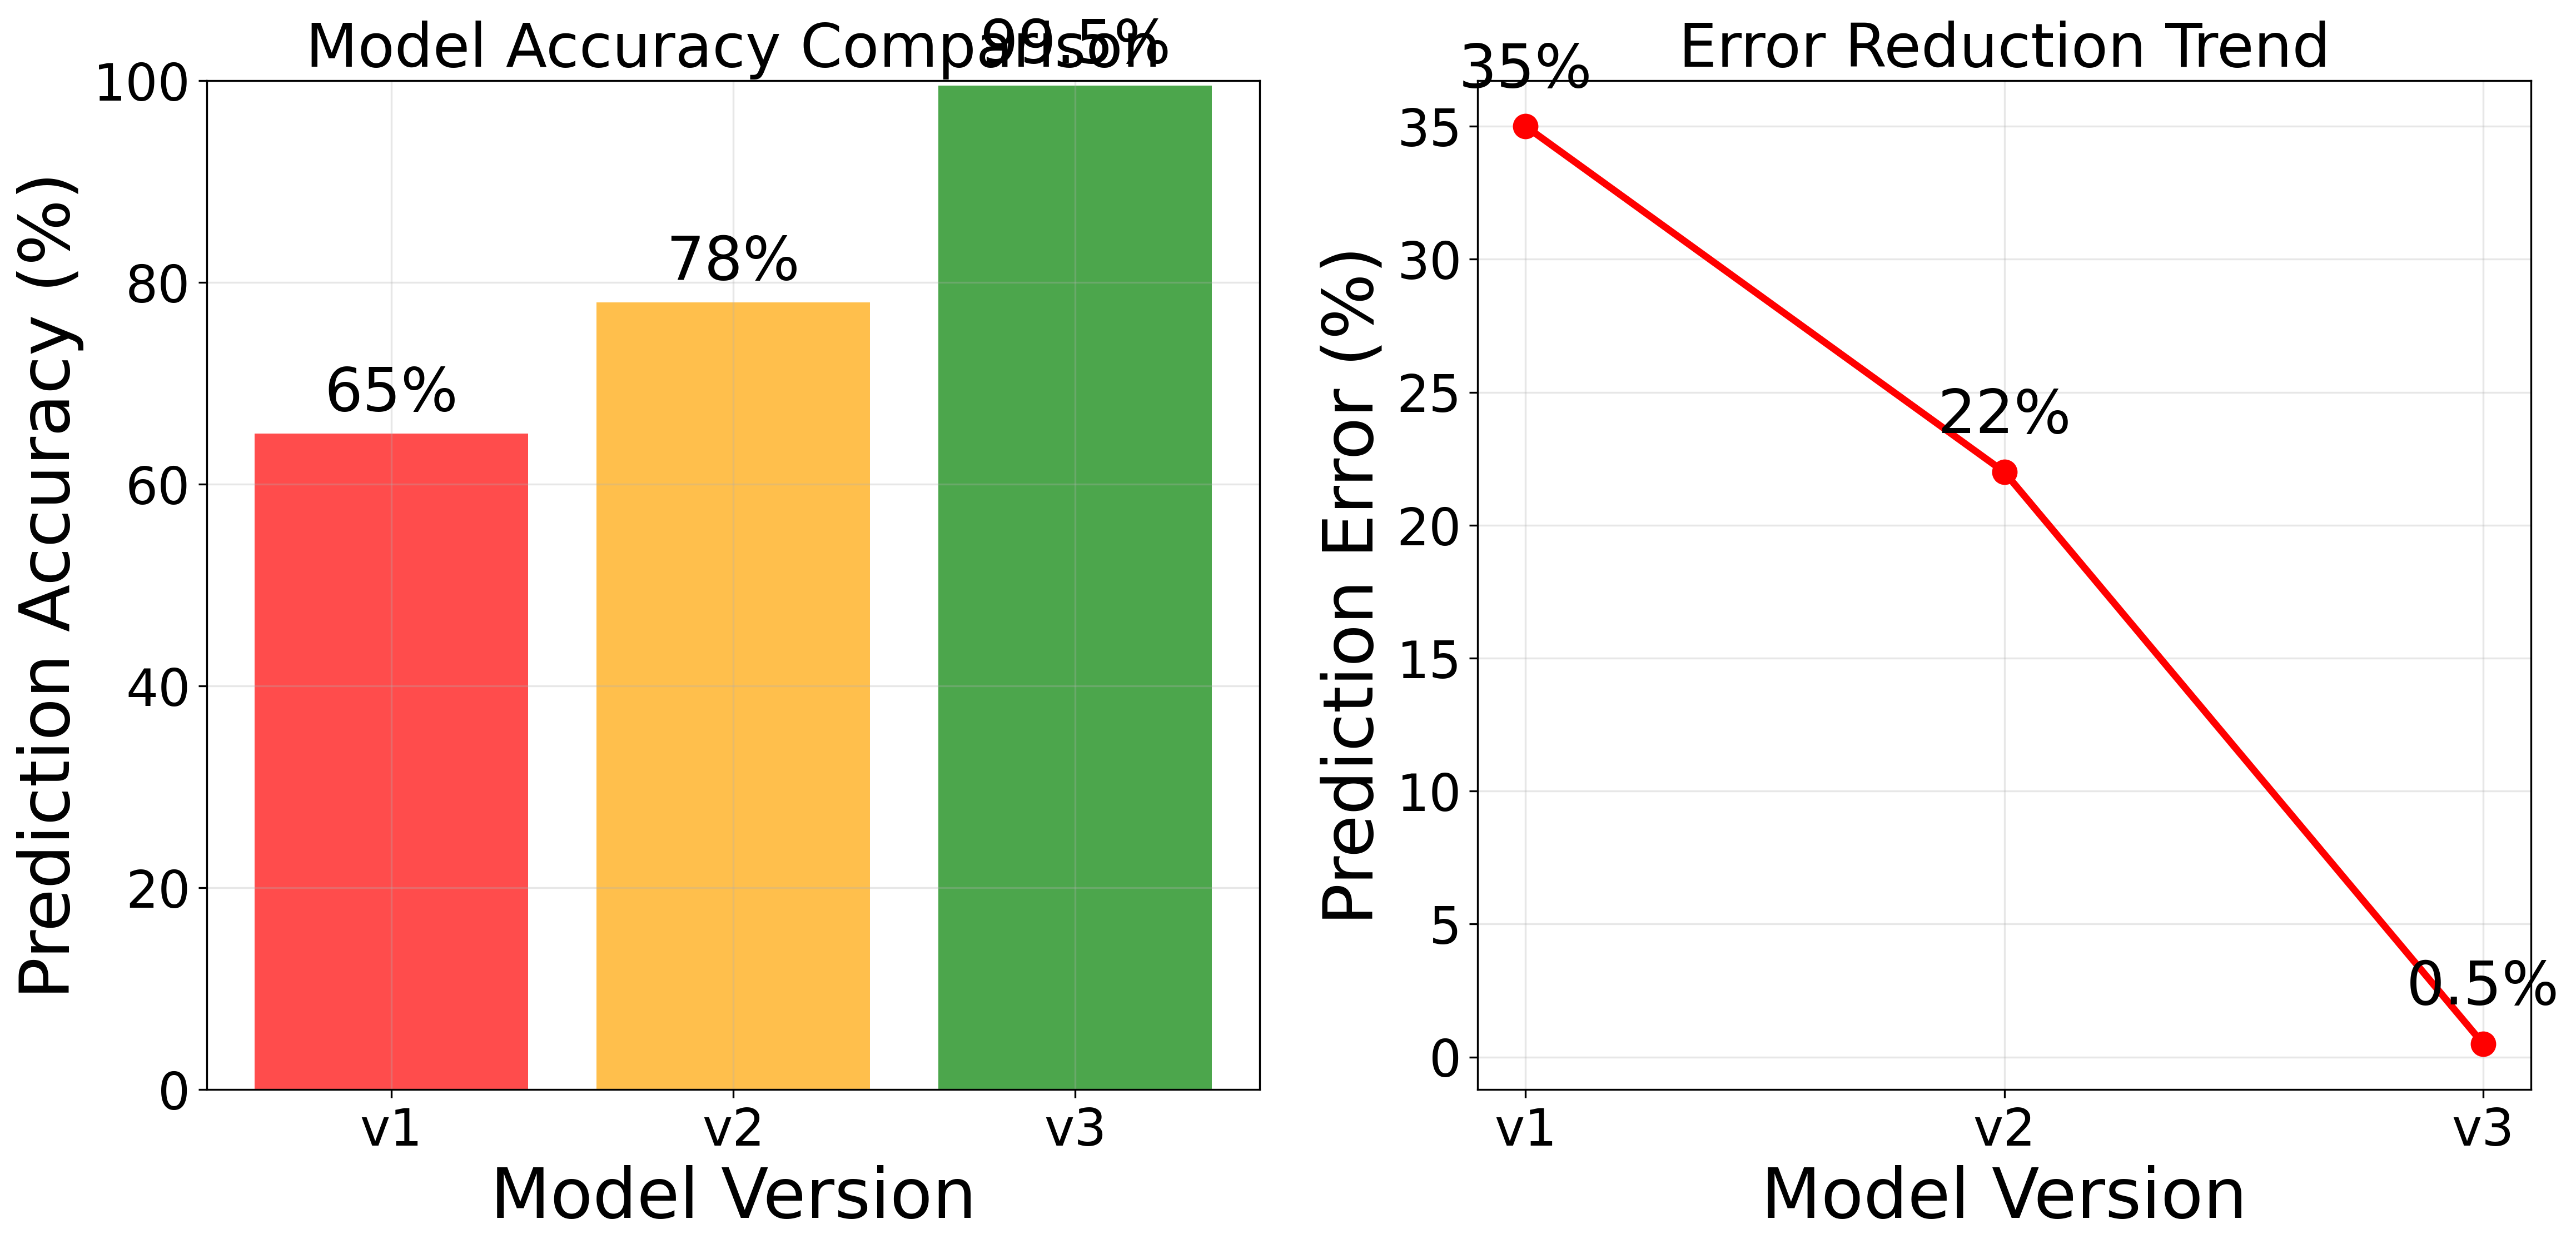 Model Accuracy Comparison
99.5%
100
80
60
40
20
0
65%
78%
Prediction Accuracy (%)
v1
v2
v3
Model Version
Error Reduction Trend
35%
35
30
25
20
15
10
5
0
22%
0.5%
Prediction Error (%)
v1
v2
v3
Model Version